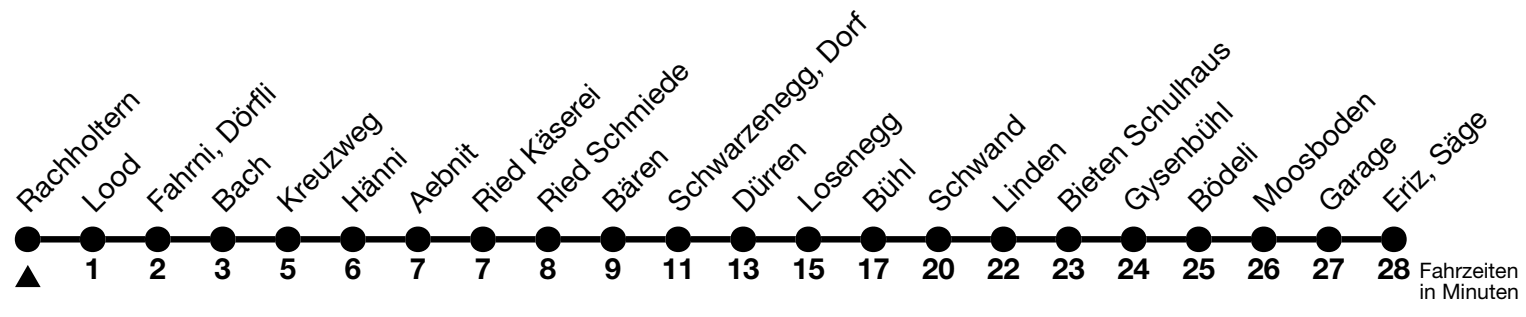 Rachholtern
Lood
Fahrni, Dörfli
Bach
Kreuzweg
Hänni
Aebnit
Ried Käserei
Ried Schmiede
Bären
Schwarzenegg, Dorf
Dürren
Losenegg
Bühl
Schwand
Linden
Bieten Schulhaus
Gysenbühl
Bödeli
Moosboden
Garage
Eriz, Säge
1 2 3 5 6 7 7 8 9 11 13 15 17 20 22 23 24 25 26 27 28 Fahrzeiten
in Minuten